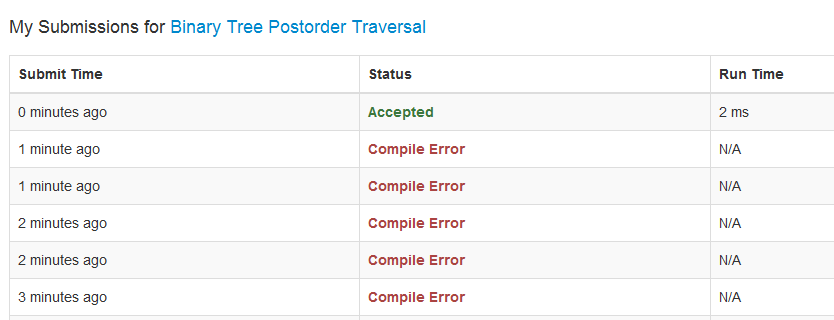 My Submissions for Binary Tree Postorder Traversal
Submit Time Status Run Time
0 minutes ago Accepted 2 ms
1 minute ago Compile Error N/A
1 minute ago Compile Error N/A
2 minutes ago Compile Error N/A
2 minutes ago Compile Error N/A
3 minutes ago Compile Error N/A